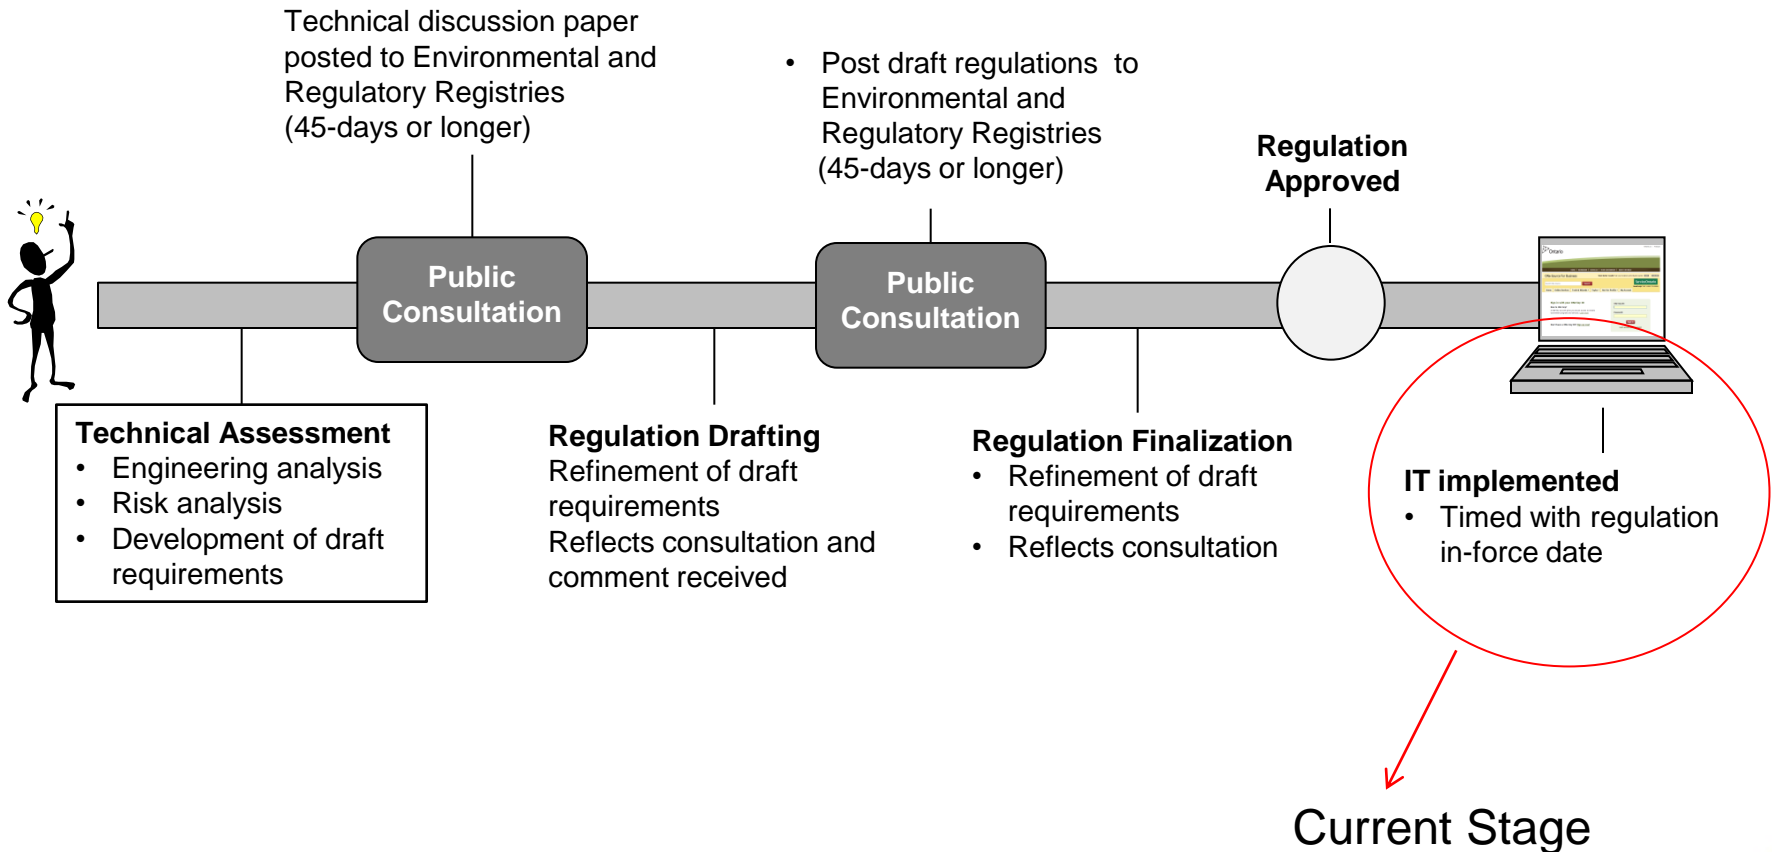 Technical discussion paper
posted to Environmental and
Regulatory Registries
(45-days or longer)
• Post draft regulations to
Environmental and
Regulatory Registries
(45-days or longer)
Regulation
Approved
Public
Consultation
Public
Consultation
Ontario
Technical Assessment
• Engineering analysis
• Risk analysis
• Development of draft
requirements
Regulation Drafting
Refinement of draft
requirements
Reflects consultation and
comment received
Regulation Finalization
• Refinement of draft
requirements
• Reflects consultation
IT implemented
• Timed with regulation
in-force date
Current Stage